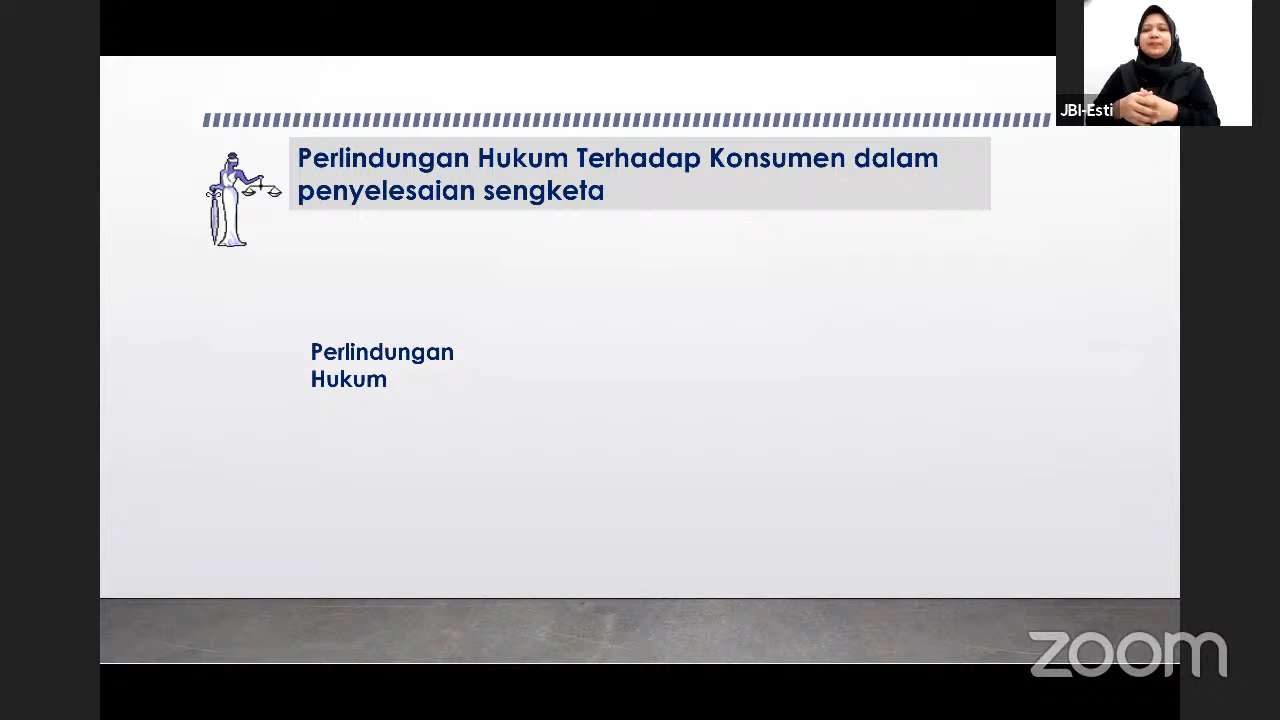 JBI-Esti
Perlindungan Hukum Terhadap Konsumen dalam
penyelesaian sengketa
Perlindungan
Hukum
zoom